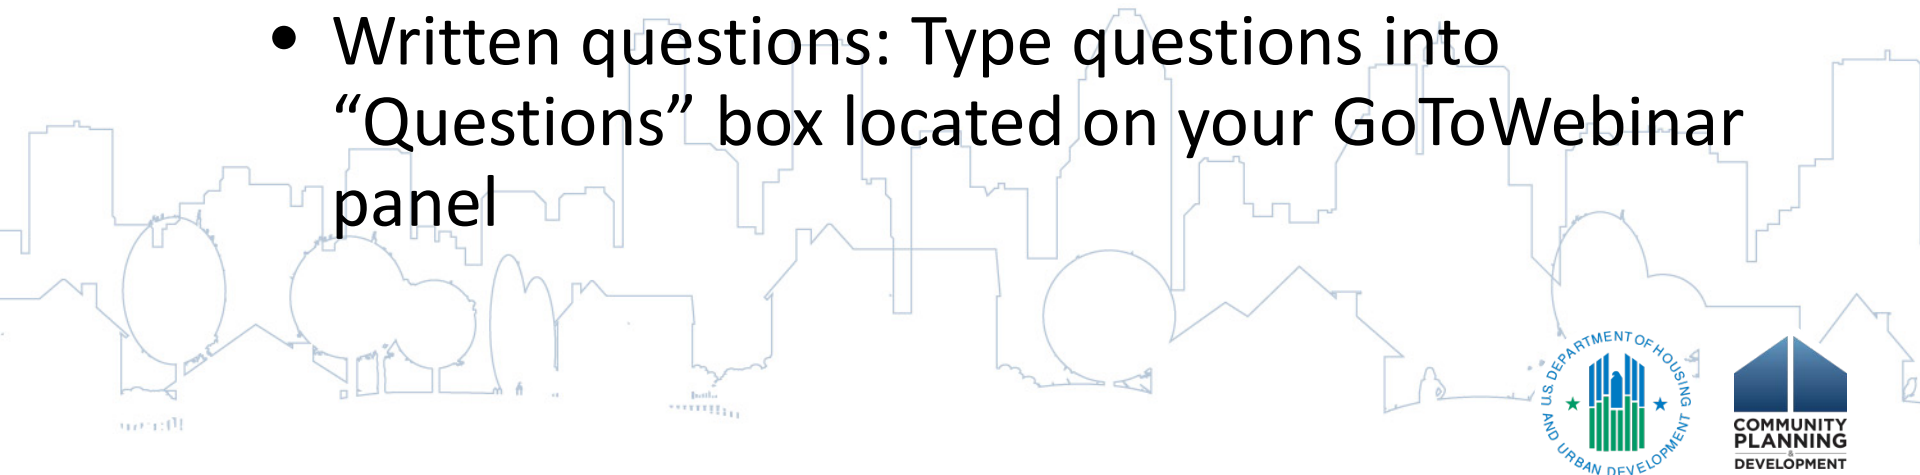 • Written questions: Type questions into
“Questions” box located on your GoToWebinar
panel
U.S. DEPARTMENT OF HOUSING
AND URBAN DEVELOPMENT
COMMUNITY
PLANNING
&
DEVELOPMENT